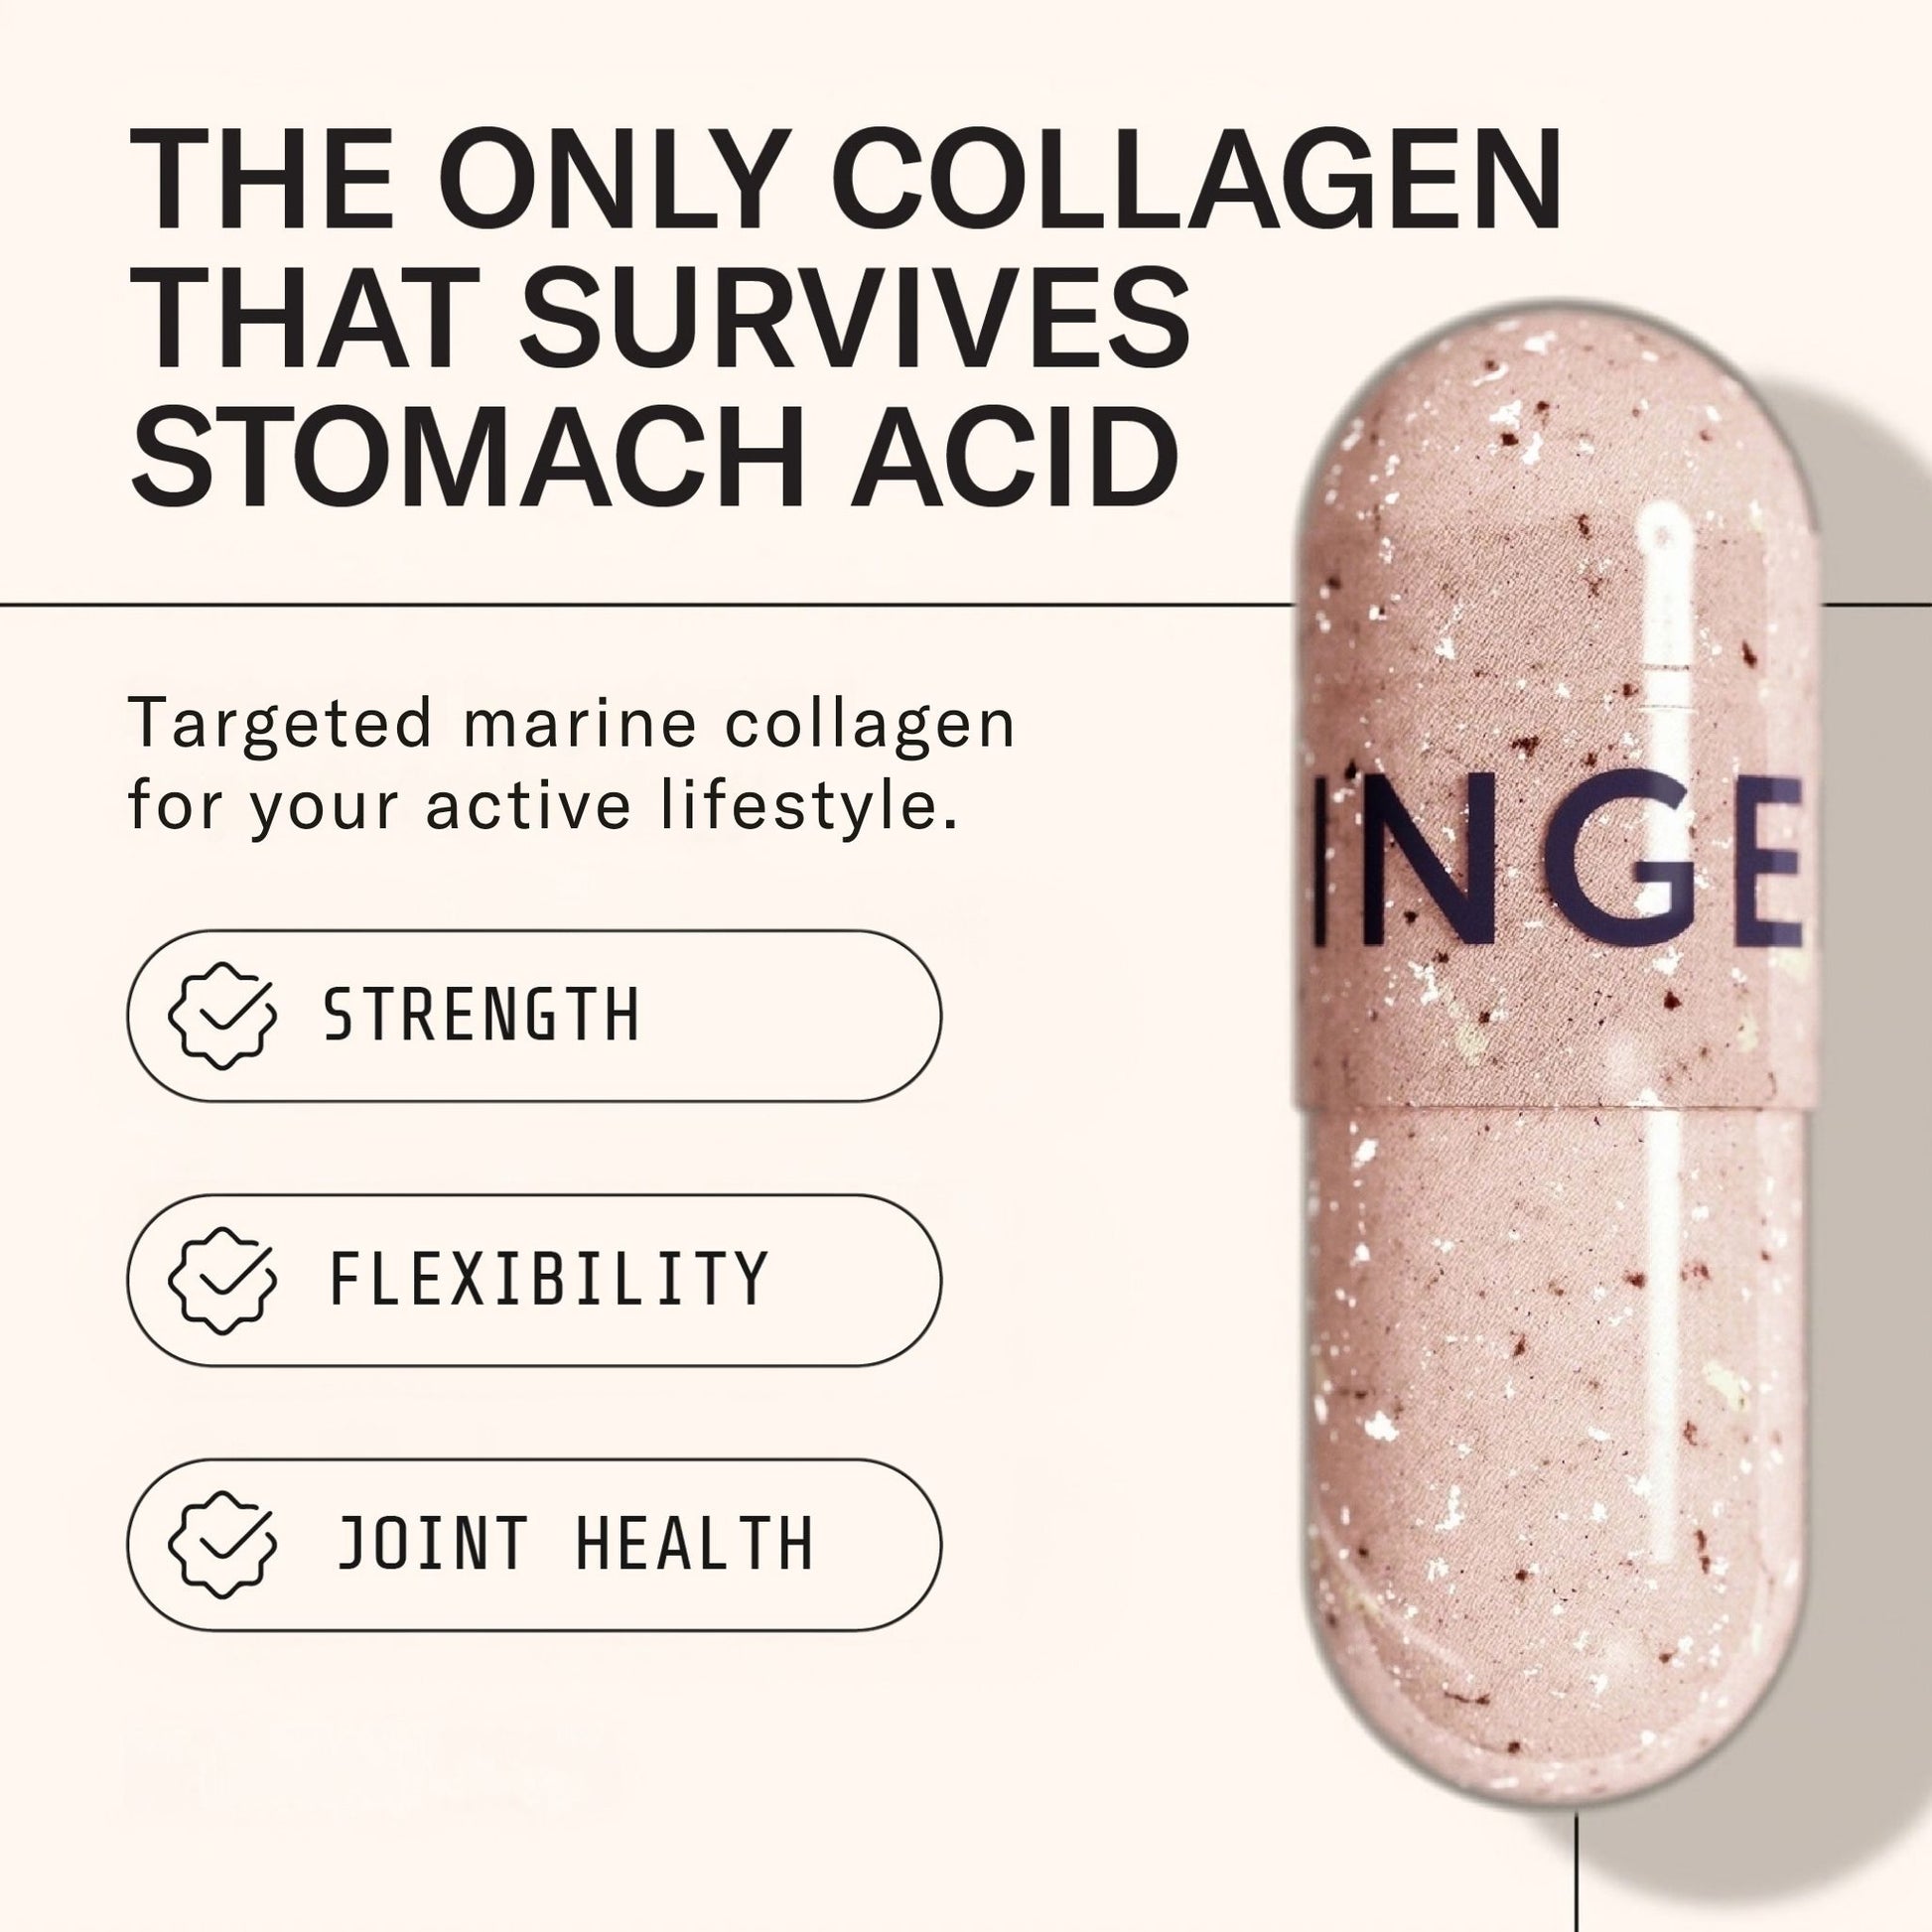 THE ONLY COLLAGEN
THAT SURVIVES
STOMACH ACID
Targeted marine collagen
for your active lifestyle.
INGE
STRENGTH
FLEXIBILITY
JOINT HEALTH